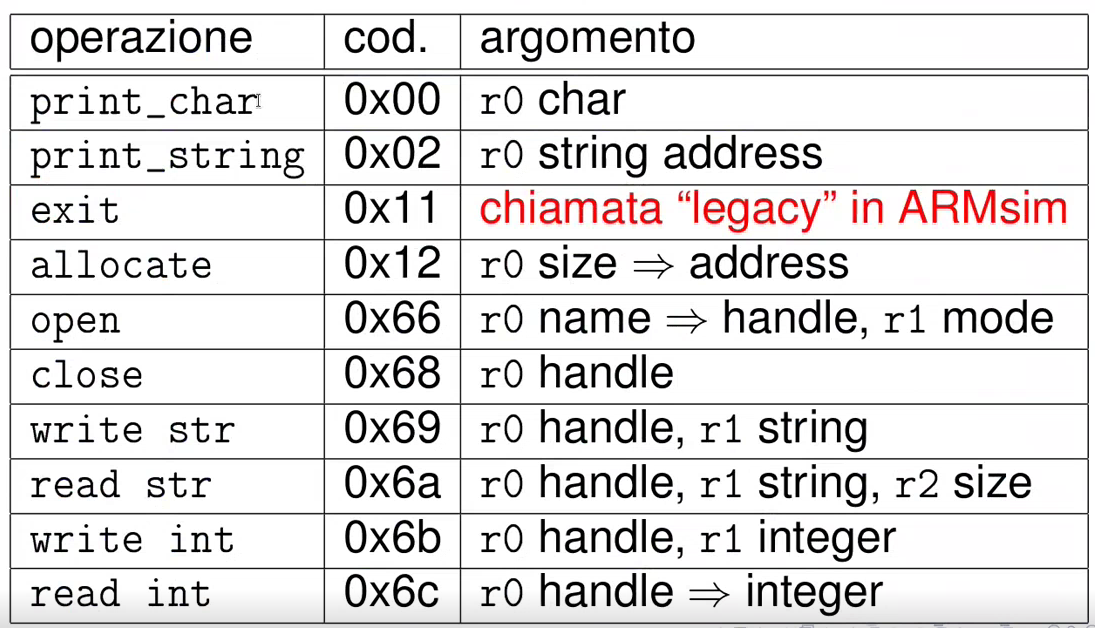 operazione cod. argomento
print_char 0x00 r0 char
print_string 0x02 r0 string address
exit 0x11 chiamata “legacy” in ARMsim
allocate 0x12 r0 size ⇒ address
open 0x66 r0 name ⇒ handle, r1 mode
close 0x68 r0 handle
write str 0x69 r0 handle, r1 string
read str 0x6a r0 handle, r1 string, r2 size
write int 0x6b r0 handle, r1 integer
read int 0x6c r0 handle ⇒ integer